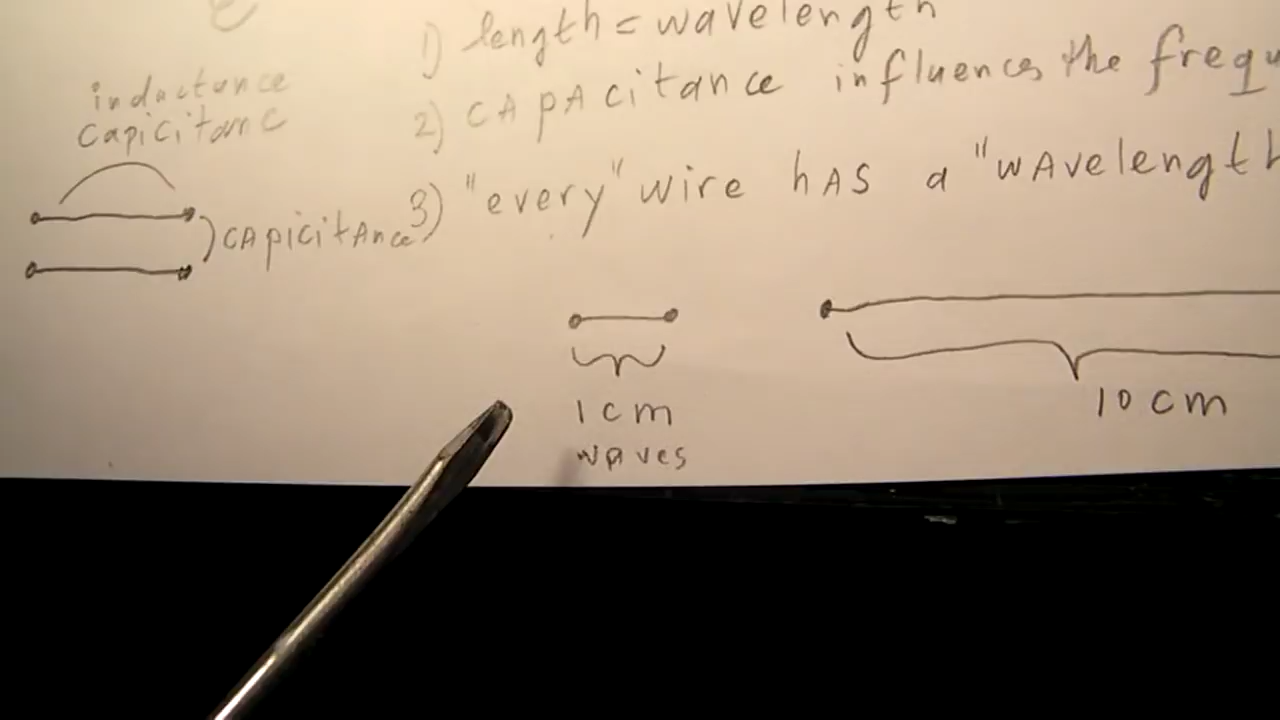 1) length = wavelength
inductance
capicitanc
2) CAPACitance influences the frequ
3) "every" wire hAS a "wAvelength
) CApicitAnce
1 cm
waves
10 cm